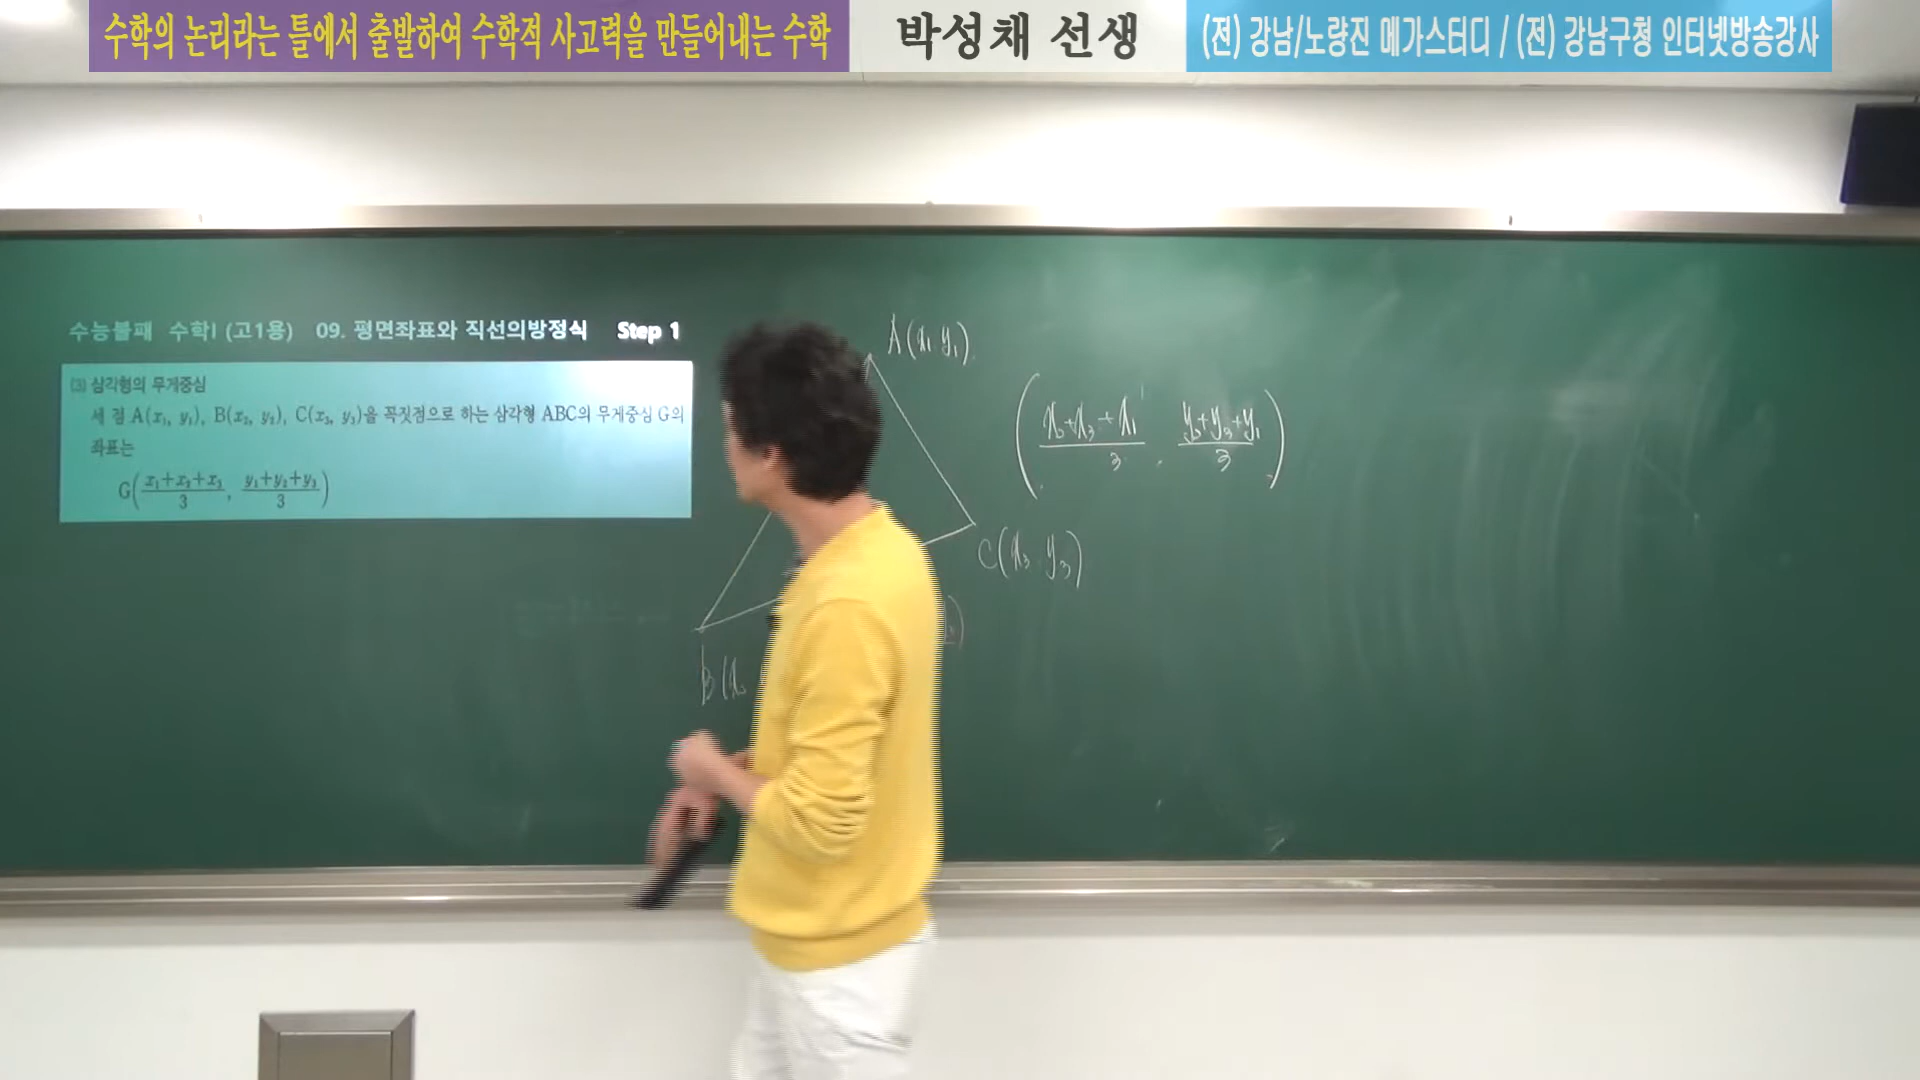 수학의 논리라는 틀에서 출발하여 수학적 사고력을 만들어내는 수학
박성채 선생
(전) 강남/노량진 메가스터디 / (전) 강남구청 인터넷방송강사
수능불패 수학I (고1용) 09. 평면좌표와 직선의방정식 Step 1
(3) 삼각형의 무게중심
세 점 A(x₁, y₁), B(x₂, y₂), C(x₃, y₃)을 꼭짓점으로 하는 삼각형 ABC의 무게중심 G의
좌표는
G((x₁+x₂+x₃)/3, (y₁+y₂+y₃)/3)
A(x₁ y₁)
((x₂+x₃+x₁)/3, (y₂+y₃+y₁)/3)
C(x₃. y₃)
B(x₂